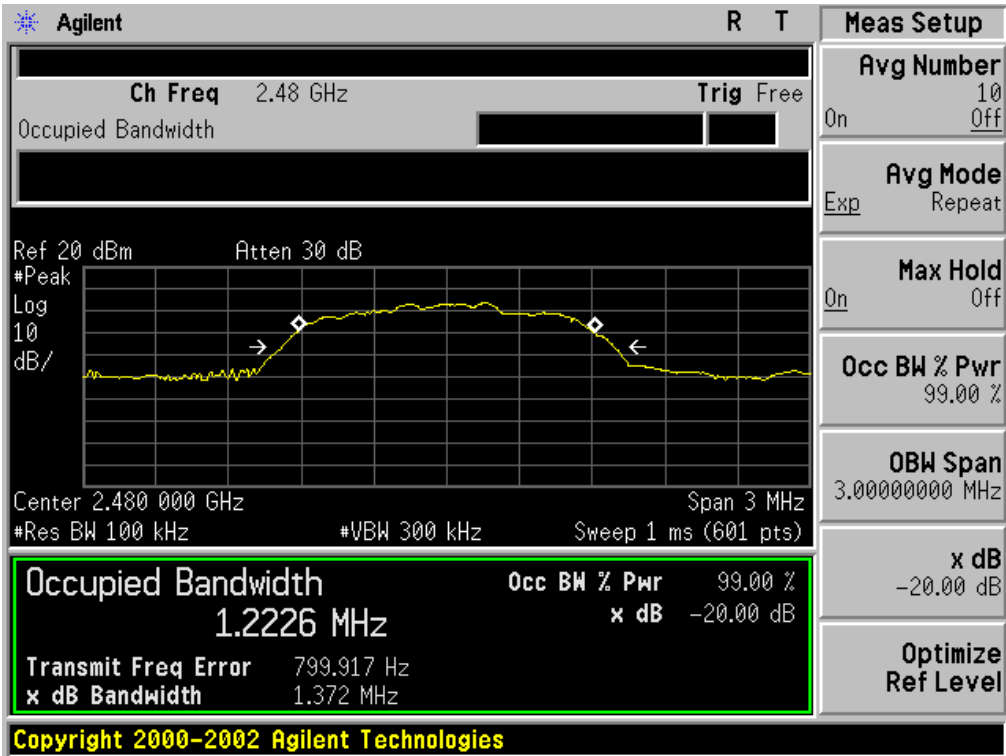 Agilent R T
Ch Freq 2.48 GHz Trig Free
Occupied Bandwidth
Ref 20 dBm Atten 30 dB
#Peak
Log
10
dB/
Center 2.480 000 GHz Span 3 MHz
#Res BW 100 kHz #VBW 300 kHz Sweep 1 ms (601 pts)
Occupied Bandwidth
1.2226 MHz
Occ BW % Pwr 99.00 %
x dB -20.00 dB
Transmit Freq Error 799.917 Hz
x dB Bandwidth 1.372 MHz
Copyright 2000-2002 Agilent Technologies
Meas Setup
Avg Number
10
On Off
Avg Mode
Exp Repeat
Max Hold
On Off
Occ BW % Pwr
99.00 %
OBW Span
3.00000000 MHz
x dB
-20.00 dB
Optimize
Ref Level